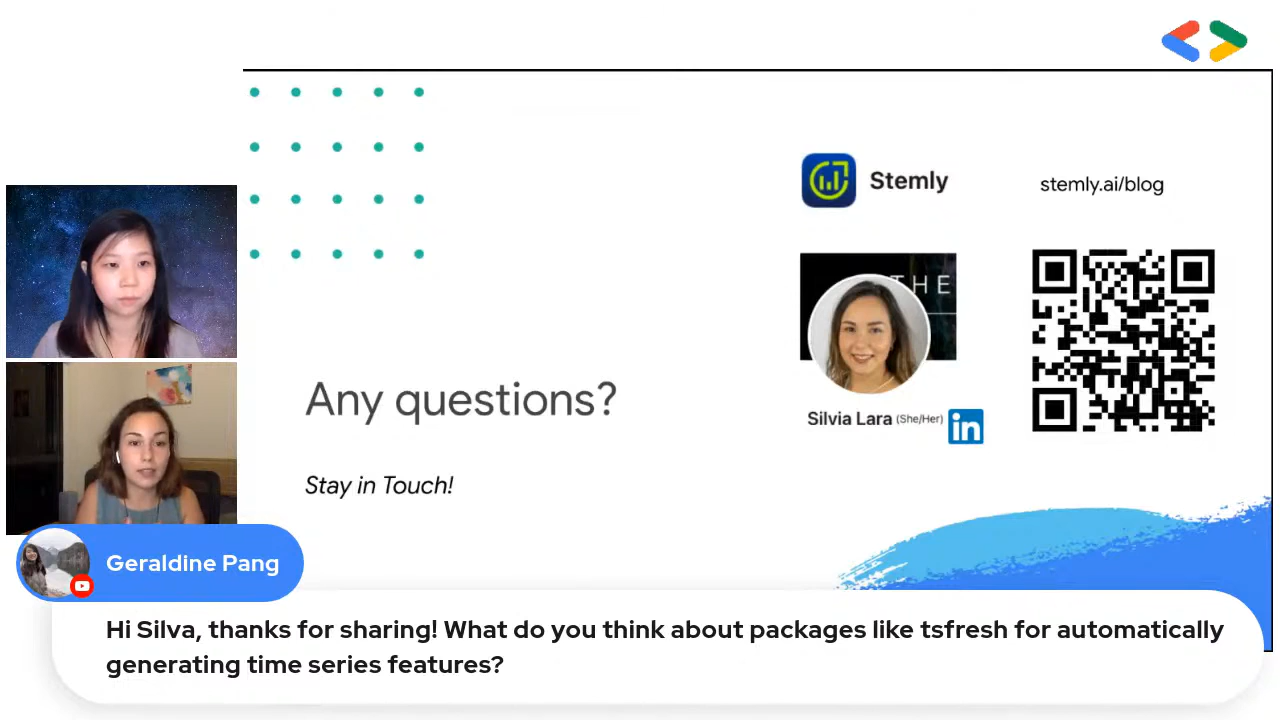 Stemly
stemly.ai/blog
THE
Silvia Lara (She/Her)
in
Any questions?
Stay in Touch!
Geraldine Pang
Hi Silva, thanks for sharing! What do you think about packages like tsfresh for automatically
generating time series features?